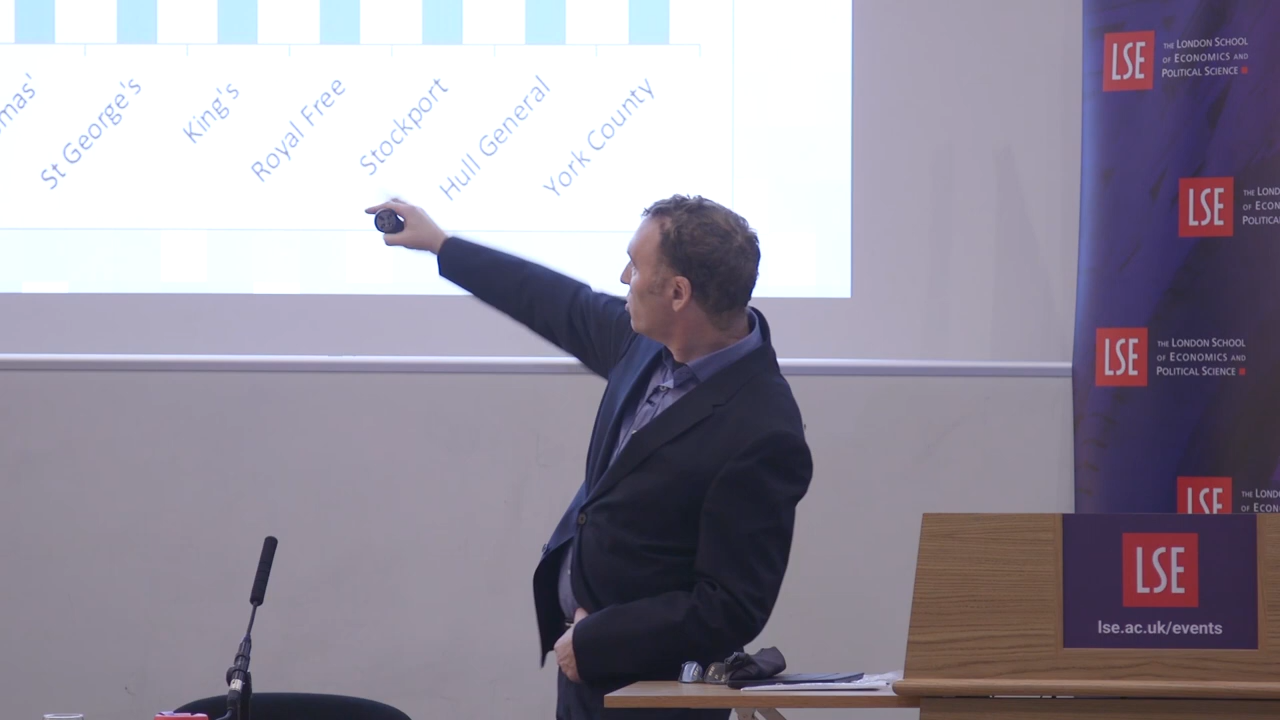 St George's
King's
Royal Free
Stockport
Hull General
York County
LSE
THE LONDON SCHOOL
OF ECONOMICS AND
POLITICAL SCIENCE
LSE
LSE
THE LONDON SCHOOL
OF ECONOMICS AND
POLITICAL SCIENCE
LSE
LSE
lse.ac.uk/events